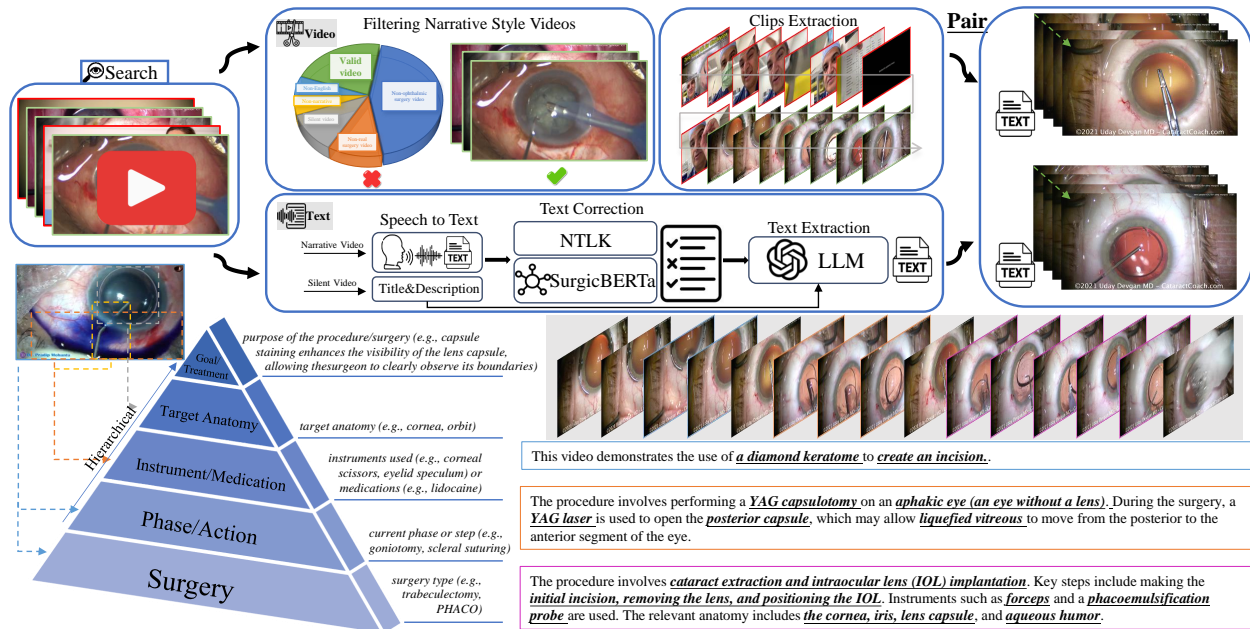 Search
Video
Filtering Narrative Style Videos
Valid
video
Non-English
Non-narrative
Silent video
Non-real
surgery video
Non-ophthalmic
surgery video
Clips Extraction
Pair
TEXT
©2021 Uday Devgan MD – CataractCoach.com
TEXT
©2021 Uday Devgan MD – CataractCoach.com
Text
Speech to Text
Text Correction
Text Extraction
Narrative Video
TEXT
NTLK
SurgicBERTa
LLM
TEXT
Silent Video
Title&Description
Hierarchical
Goal/
Treatment
Target Anatomy
Instrument/Medication
Phase/Action
Surgery
purpose of the procedure/surgery (e.g., capsule
staining enhances the visibility of the lens capsule,
allowing thesurgeon to clearly observe its boundaries)
target anatomy (e.g., cornea, orbit)
instruments used (e.g., corneal
scissors, eyelid speculum) or
medications (e.g., lidocaine)
current phase or step (e.g.,
goniotomy, scleral suturing)
surgery type (e.g.,
trabeculectomy,
PHACO)
This video demonstrates the use of a diamond keratome to create an incision..
The procedure involves performing a YAG capsulotomy on an aphakic eye (an eye without a lens). During the surgery, a
YAG laser is used to open the posterior capsule, which may allow liquefied vitreous to move from the posterior to the
anterior segment of the eye.
The procedure involves cataract extraction and intraocular lens (IOL) implantation. Key steps include making the
initial incision, removing the lens, and positioning the IOL. Instruments such as forceps and a phacoemulsification
probe are used. The relevant anatomy includes the cornea, iris, lens capsule, and aqueous humor.